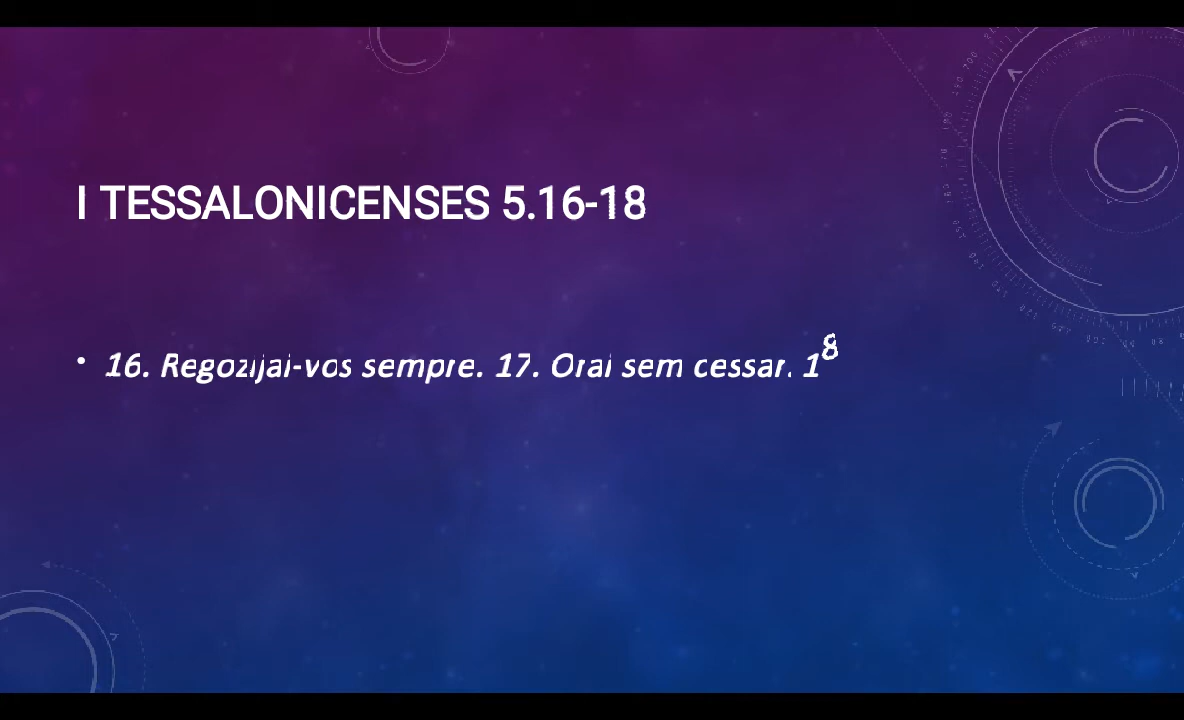 I TESSALONICENSES 5.16-18
• 16. Regozijai-vos sempre. 17. Orai sem cessar. 18